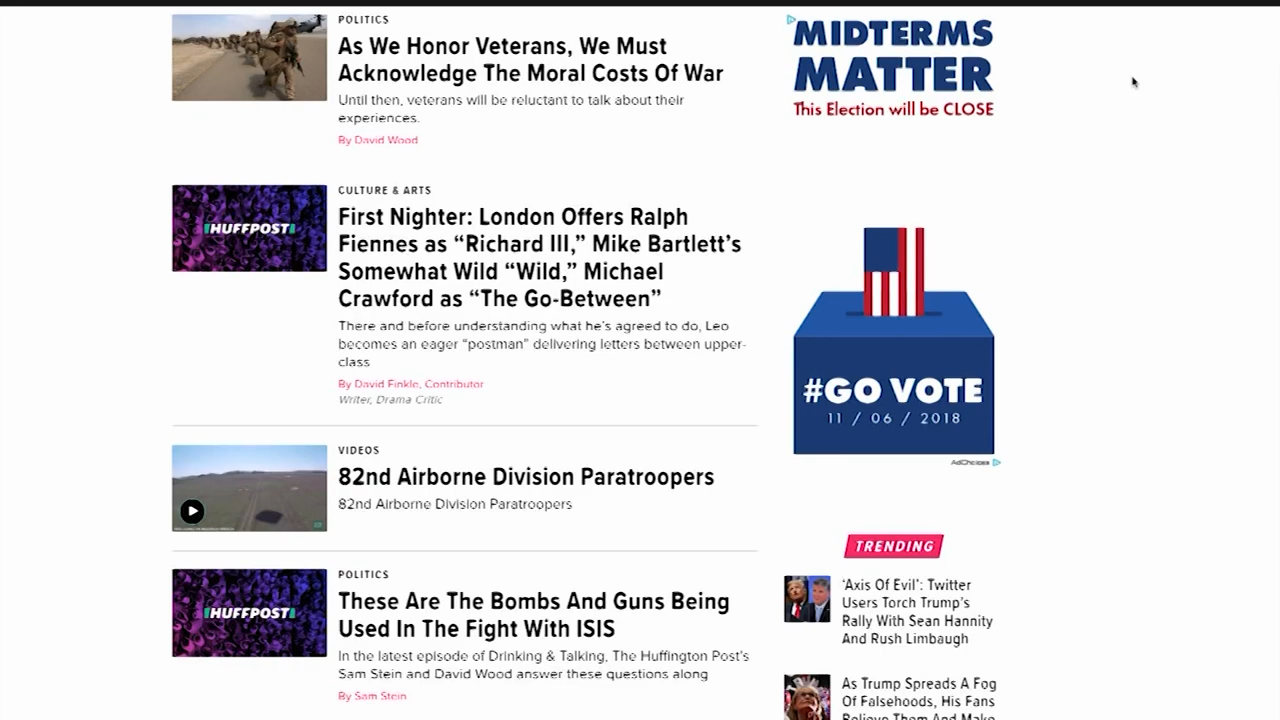 POLITICS
As We Honor Veterans, We Must
Acknowledge The Moral Costs Of War
Until then, veterans will be reluctant to talk about their
experiences.
By David Wood
CULTURE & ARTS
HUFFPOST
First Nighter: London Offers Ralph
Fiennes as “Richard III,” Mike Bartlett’s
Somewhat Wild “Wild,” Michael
Crawford as “The Go-Between”
There and before understanding what he’s agreed to do, Leo
becomes an eager “postman” delivering letters between upper-
class
By David Finkle, Contributor
Writer, Drama Critic
VIDEOS
82nd Airborne Division Paratroopers
82nd Airborne Division Paratroopers
POLITICS
HUFFPOST
These Are The Bombs And Guns Being
Used In The Fight With ISIS
In the latest episode of Drinking & Talking, The Huffington Post’s
Sam Stein and David Wood answer these questions along
By Sam Stein
MIDTERMS
MATTER
This Election will be CLOSE
#GO VOTE
11 / 06 / 2018
AdChoices
TRENDING
‘Axis Of Evil’: Twitter
Users Torch Trump’s
Rally With Sean Hannity
And Rush Limbaugh
As Trump Spreads A Fog
Of Falsehoods, His Fans
Believe Them And Make